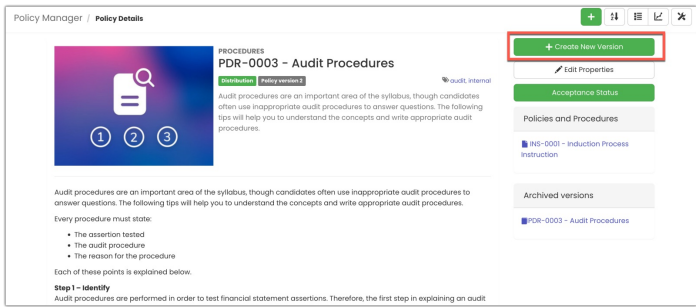 Policy Manager / Policy Details
PROCEDURES
PDR-0003 - Audit Procedures
Distribution Policy version 2 audit, internal
Audit procedures are an important area of the syllabus, though candidates
often use inappropriate audit procedures to answer questions. The following
tips will help you to understand the concepts and write appropriate audit
procedures.
1 2 3
Audit procedures are an important area of the syllabus, though candidates often use inappropriate audit procedures to
answer questions. The following tips will help you to understand the concepts and write appropriate audit procedures.
Every procedure must state:
• The assertion tested
• The audit procedure
• The reason for the procedure
Each of these points is explained below.
Step 1 – Identify
Audit procedures are performed in order to test financial statement assertions. Therefore, the first step in explaining an audit
+ Create New Version
Edit Properties
Acceptance Status
Policies and Procedures
INS-0001 - Induction Process
Instruction
Archived versions
PDR-0003 - Audit Procedures